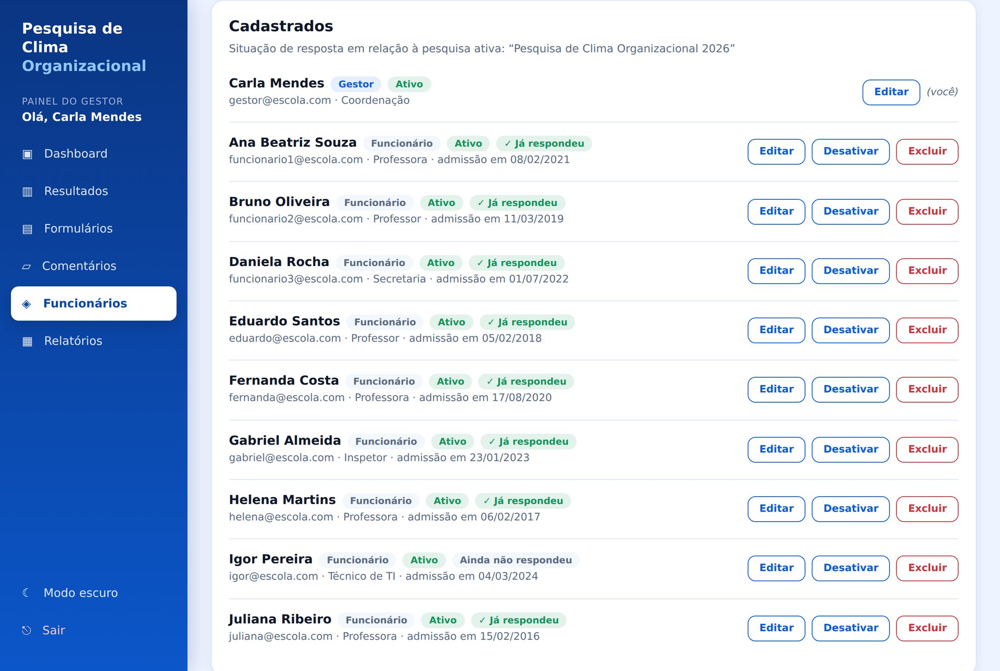 Pesquisa de
Clima
Organizacional
PAINEL DO GESTOR
Olá, Carla Mendes
Dashboard
Resultados
Formulários
Comentários
Funcionários
Relatórios
Modo escuro
Sair
Cadastrados
Situação de resposta em relação à pesquisa ativa: “Pesquisa de Clima Organizacional 2026”
Carla Mendes Gestor Ativo
gestor@escola.com · Coordenação
Editar (você)
Ana Beatriz Souza Funcionário Ativo ✓ Já respondeu
funcionario1@escola.com · Professora · admissão em 08/02/2021
Editar Desativar Excluir
Bruno Oliveira Funcionário Ativo ✓ Já respondeu
funcionario2@escola.com · Professor · admissão em 11/03/2019
Editar Desativar Excluir
Daniela Rocha Funcionário Ativo ✓ Já respondeu
funcionario3@escola.com · Secretaria · admissão em 01/07/2022
Editar Desativar Excluir
Eduardo Santos Funcionário Ativo ✓ Já respondeu
eduardo@escola.com · Professor · admissão em 05/02/2018
Editar Desativar Excluir
Fernanda Costa Funcionário Ativo ✓ Já respondeu
fernanda@escola.com · Professora · admissão em 17/08/2020
Editar Desativar Excluir
Gabriel Almeida Funcionário Ativo ✓ Já respondeu
gabriel@escola.com · Inspetor · admissão em 23/01/2023
Editar Desativar Excluir
Helena Martins Funcionário Ativo ✓ Já respondeu
helena@escola.com · Professora · admissão em 06/02/2017
Editar Desativar Excluir
Igor Pereira Funcionário Ativo Ainda não respondeu
igor@escola.com · Técnico de TI · admissão em 04/03/2024
Editar Desativar Excluir
Juliana Ribeiro Funcionário Ativo ✓ Já respondeu
juliana@escola.com · Professora · admissão em 15/02/2016
Editar Desativar Excluir